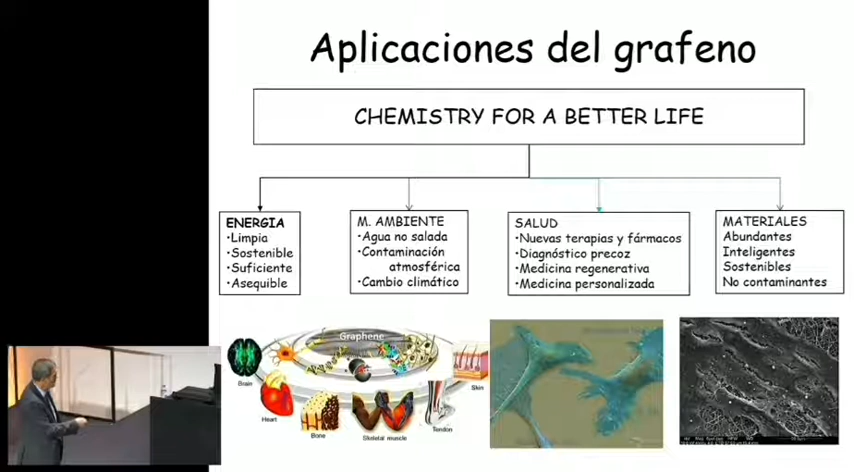 Aplicaciones del grafeno
CHEMISTRY FOR A BETTER LIFE
ENERGIA
•Limpia
•Sostenible
•Suficiente
•Asequible
M. AMBIENTE
•Agua no salada
•Contaminación
atmosférica
•Cambio climático
SALUD
•Nuevas terapias y fármacos
•Diagnóstico precoz
•Medicina regenerativa
•Medicina personalizada
MATERIALES
Abundantes
Inteligentes
Sostenibles
No contaminantes
Graphene
Brain
Heart
Bone
Skeletal muscle
Tendon
Skin